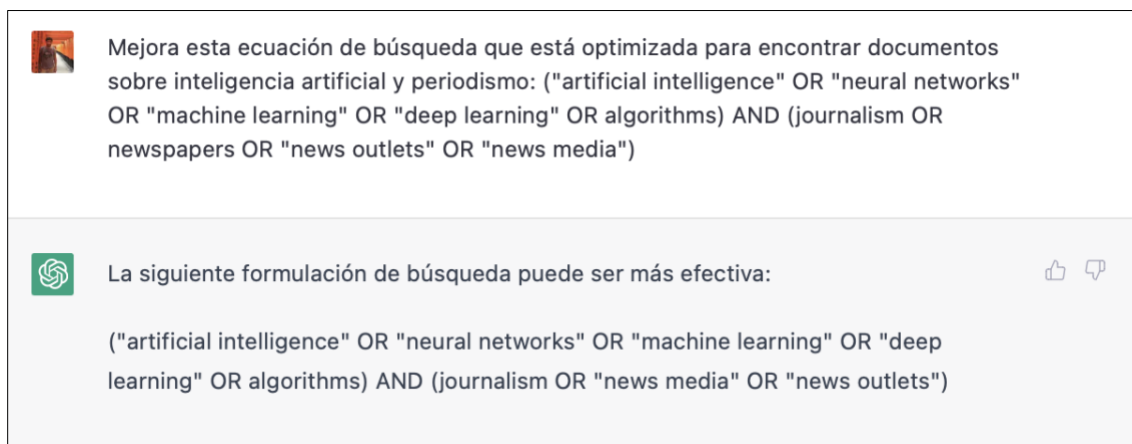 Mejora esta ecuación de búsqueda que está optimizada para encontrar documentos
sobre inteligencia artificial y periodismo: ("artificial intelligence" OR "neural networks"
OR "machine learning" OR "deep learning" OR algorithms) AND (journalism OR
newspapers OR "news outlets" OR "news media")
La siguiente formulación de búsqueda puede ser más efectiva:
("artificial intelligence" OR "neural networks" OR "machine learning" OR "deep
learning" OR algorithms) AND (journalism OR "news media" OR "news outlets")